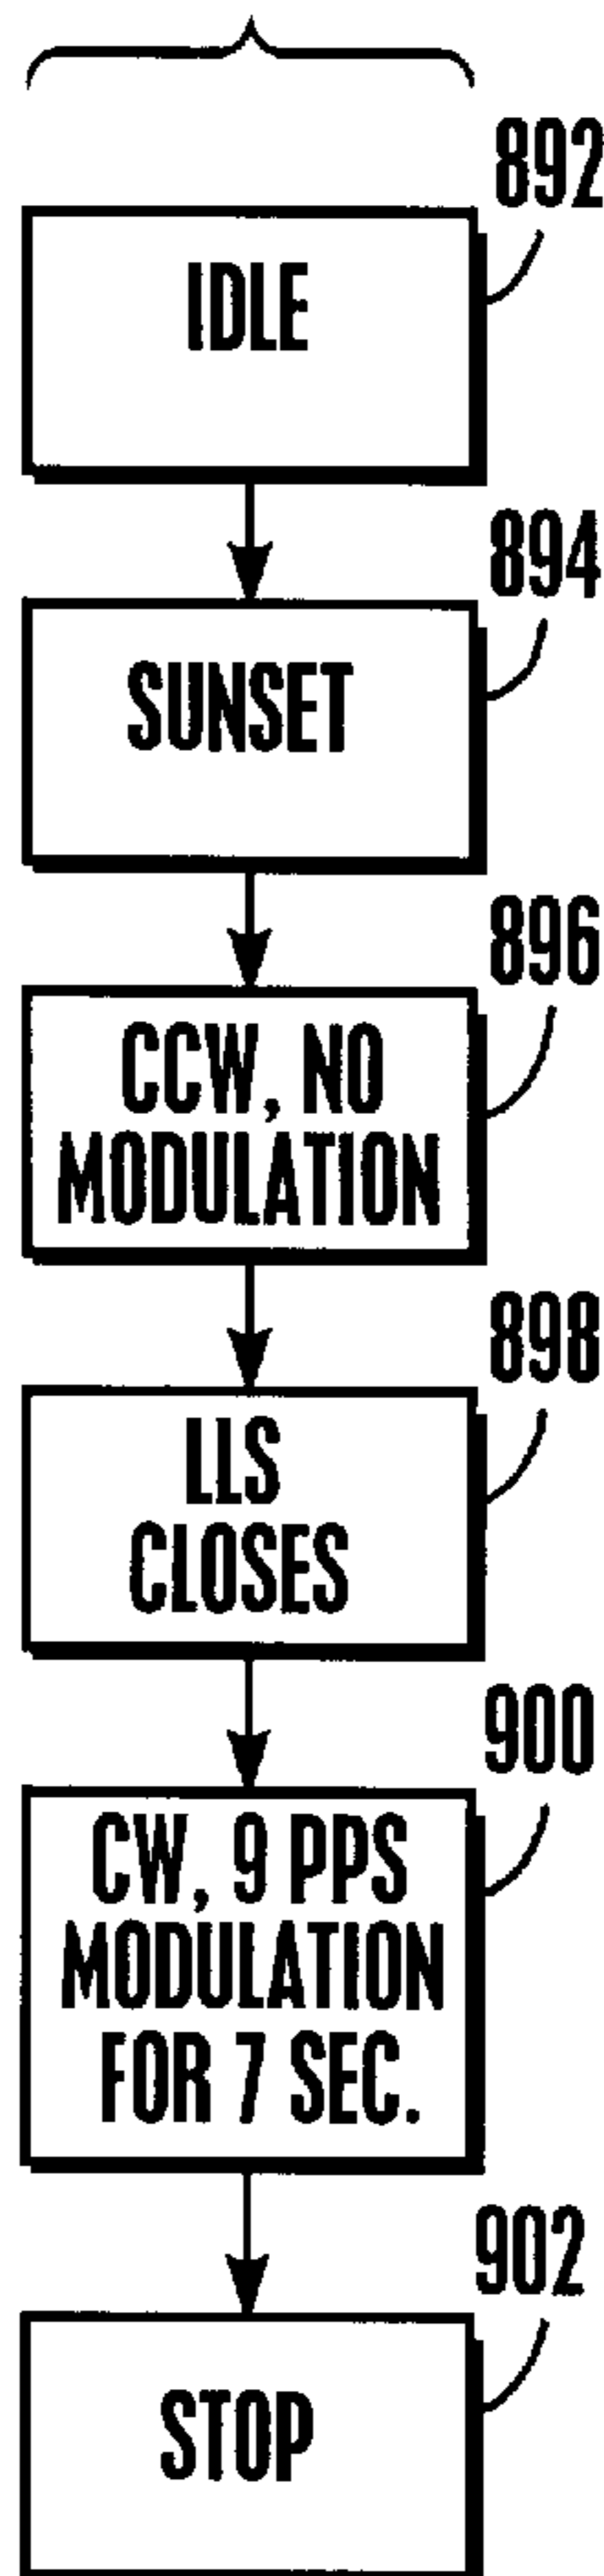 892
IDLE
894
SUNSET
896
CCW, NO
MODULATION
898
LLS
CLOSES
900
CW, 9 PPS
MODULATION
FOR 7 SEC.
902
STOP